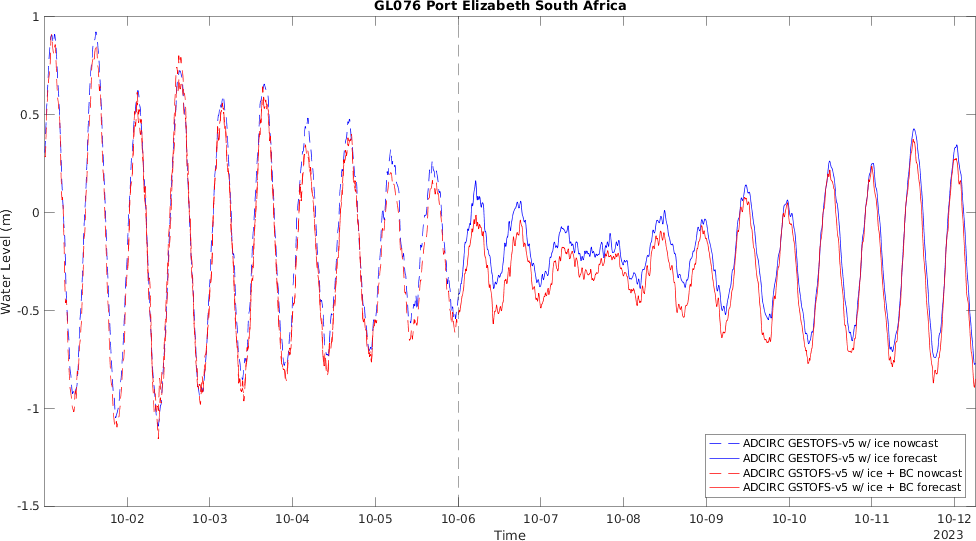 GL076 Port Elizabeth South Africa
1
0.5
0
-0.5
-1
-1.5
Water Level (m)
10-02 10-03 10-04 10-05 10-06 10-07 10-08 10-09 10-10 10-11 10-12
Time
2023
ADCIRC GESTOFS-v5 w/ ice nowcast
ADCIRC GESTOFS-v5 w/ ice forecast
ADCIRC GSTOFS-v5 w/ ice + BC nowcast
ADCIRC GSTOFS-v5 w/ ice + BC forecast